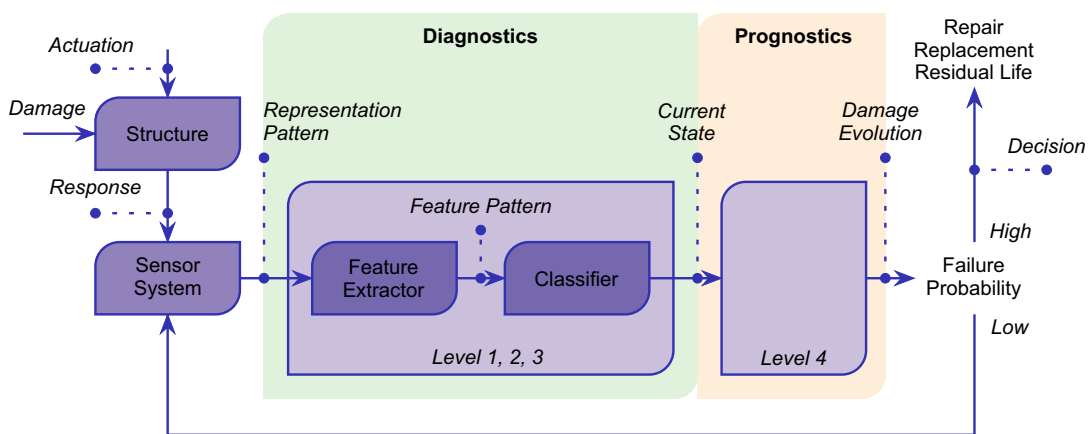 Actuation
Damage
Structure
Response
Sensor
System
Diagnostics
Representation
Pattern
Feature Pattern
Feature
Extractor
Classifier
Level 1, 2, 3
Current
State
Prognostics
Damage
Evolution
Level 4
Repair
Replacement
Residual Life
Decision
High
Failure
Probability
Low